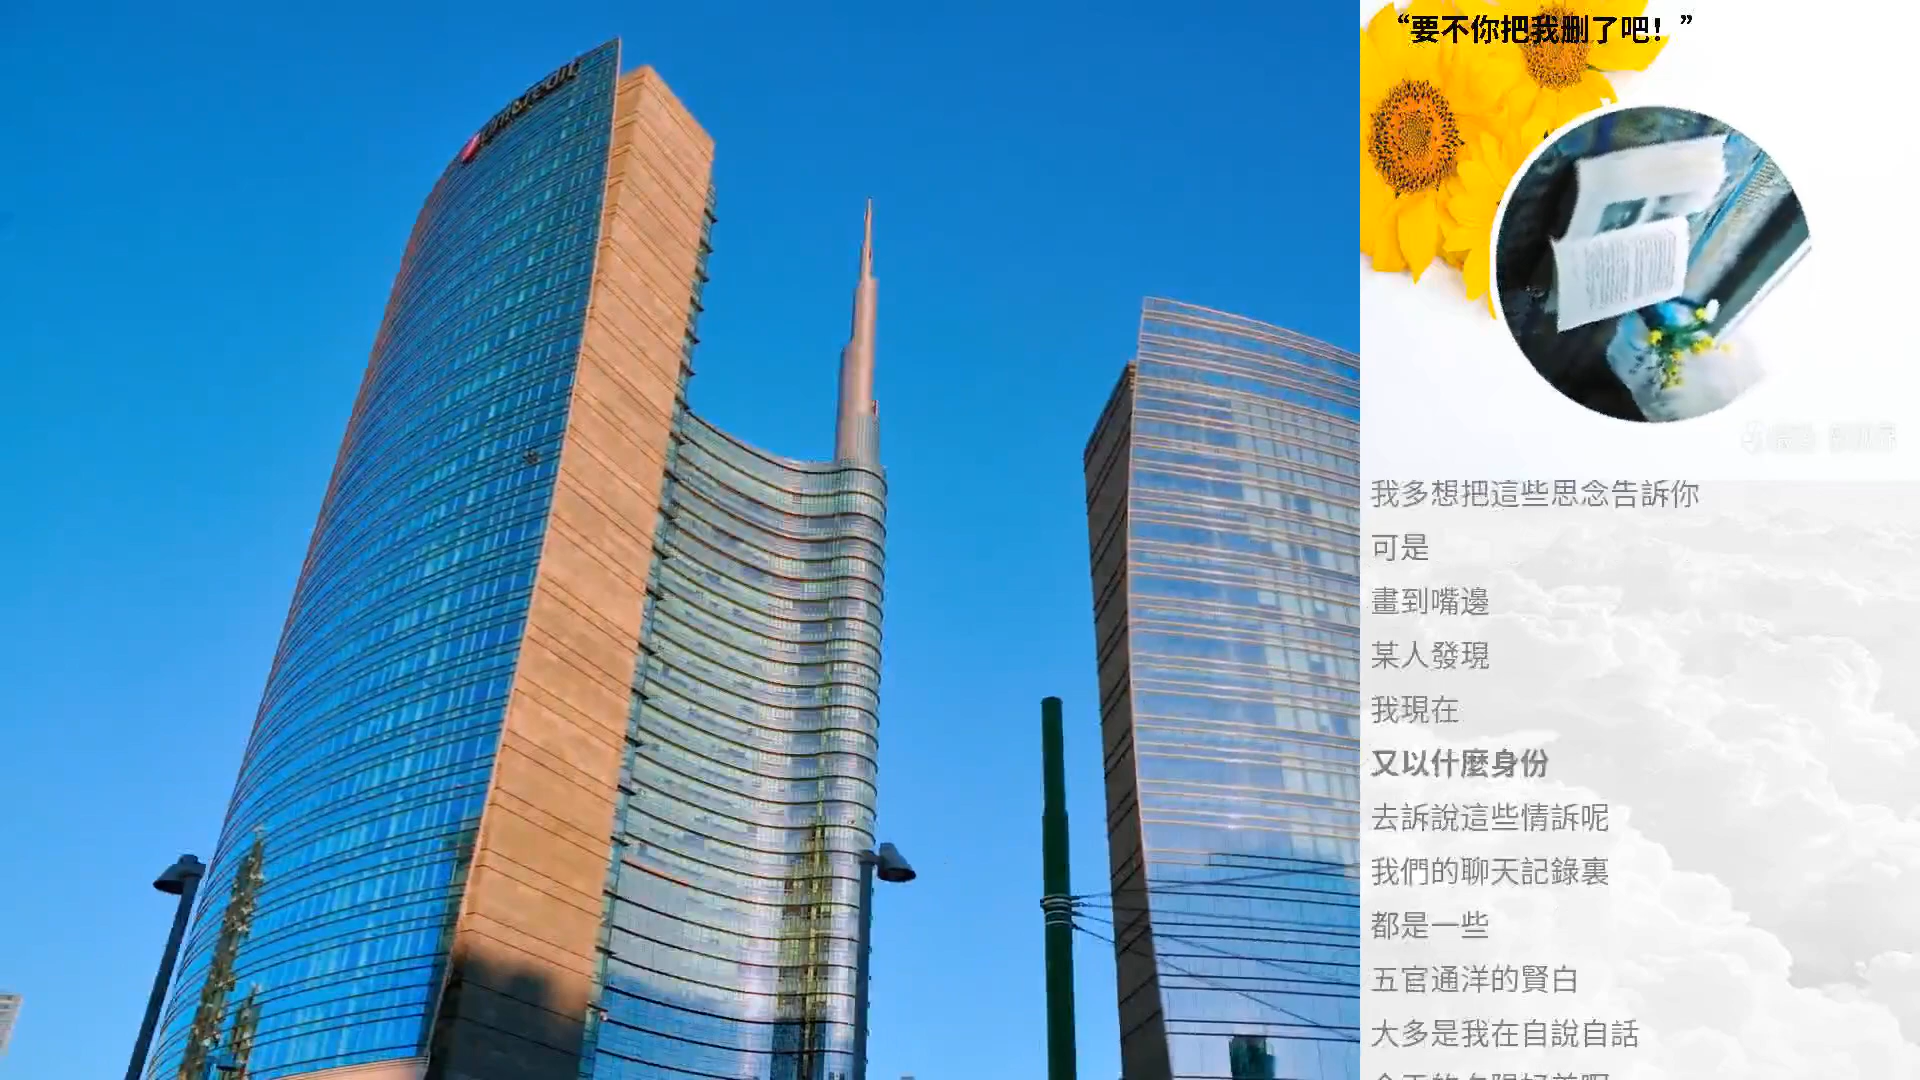 UniCredit
“要不你把我删了吧！”
我多想把這些思念告訴你
可是
畫到嘴邊
某人發現
我現在
又以什麼身份
去訴說這些情訴呢
我們的聊天記錄裏
都是一些
五官通洋的賢白
大多是我在自說自話